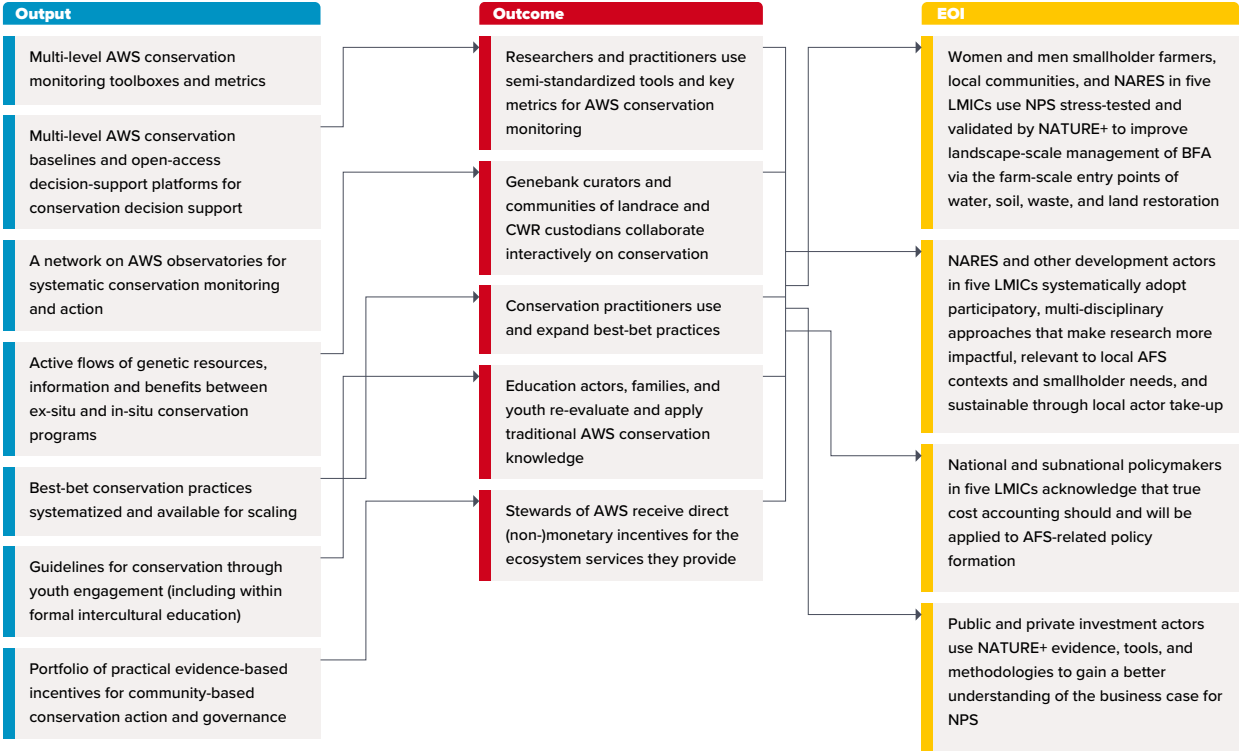 Output
Multi-level AWS conservation
monitoring toolboxes and metrics
Multi-level AWS conservation
baselines and open-access
decision-support platforms for
conservation decision support
A network on AWS observatories for
systematic conservation monitoring
and action
Active flows of genetic resources,
information and benefits between
ex-situ and in-situ conservation
programs
Best-bet conservation practices
systematized and available for scaling
Guidelines for conservation through
youth engagement (including within
formal intercultural education)
Portfolio of practical evidence-based
incentives for community-based
conservation action and governance
Outcome
Researchers and practitioners use
semi-standardized tools and key
metrics for AWS conservation
monitoring
Genebank curators and
communities of landrace and
CWR custodians collaborate
interactively on conservation
Conservation practitioners use
and expand best-bet practices
Education actors, families, and
youth re-evaluate and apply
traditional AWS conservation
knowledge
Stewards of AWS receive direct
(non-)monetary incentives for the
ecosystem services they provide
EOI
Women and men smallholder farmers,
local communities, and NARES in five
LMICs use NPS stress-tested and
validated by NATURE+ to improve
landscape-scale management of BFA
via the farm-scale entry points of
water, soil, waste, and land restoration
NARES and other development actors
in five LMICs systematically adopt
participatory, multi-disciplinary
approaches that make research more
impactful, relevant to local AFS
contexts and smallholder needs, and
sustainable through local actor take-up
National and subnational policymakers
in five LMICs acknowledge that true
cost accounting should and will be
applied to AFS-related policy
formation
Public and private investment actors
use NATURE+ evidence, tools, and
methodologies to gain a better
understanding of the business case for
NPS